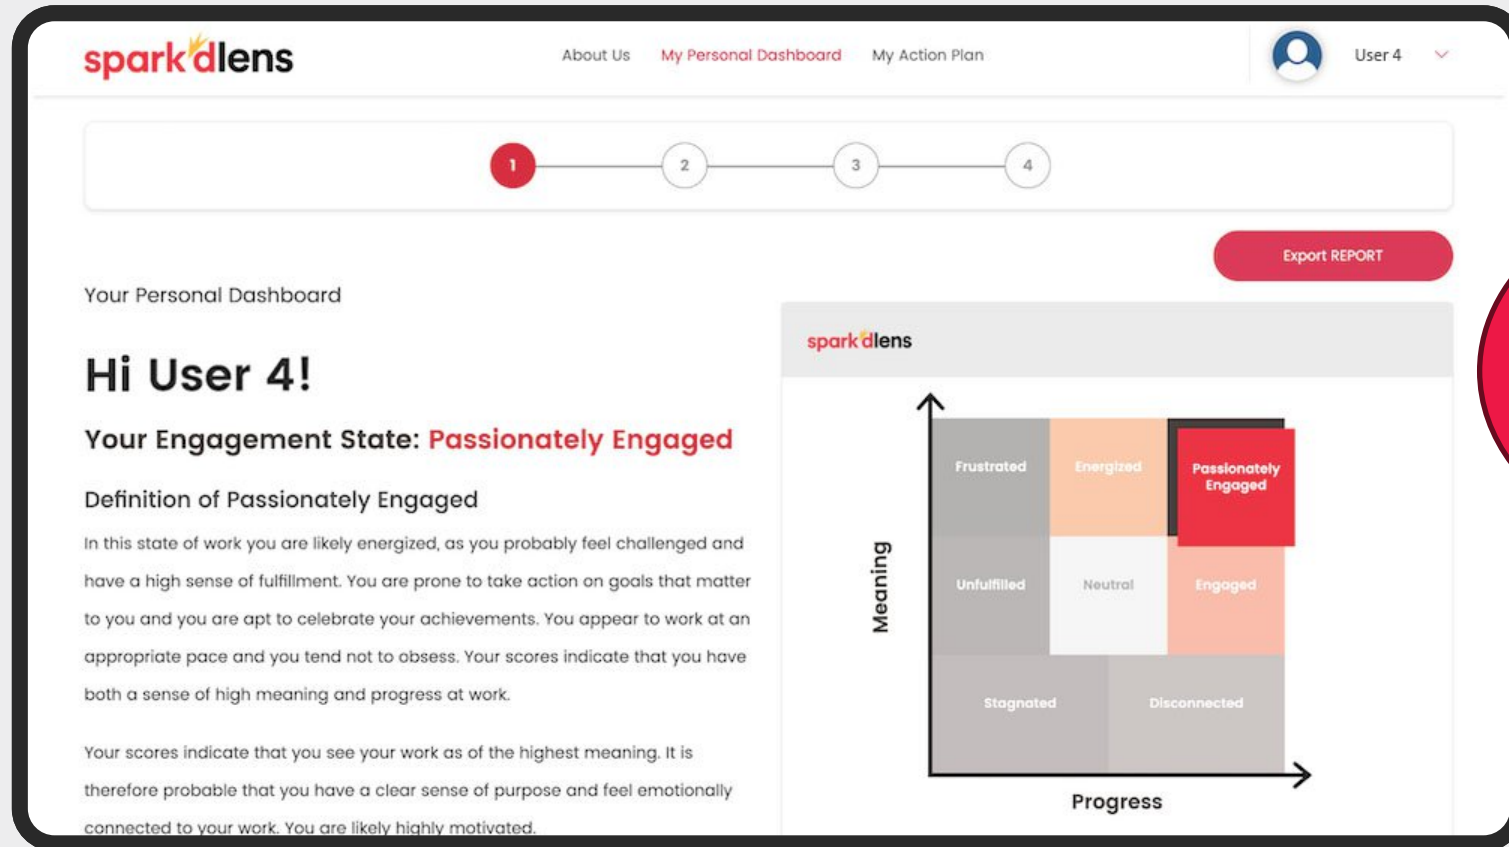 spark'dlens
About Us My Personal Dashboard My Action Plan
User 4
1 2 3 4
Export REPORT
Your Personal Dashboard
Hi User 4!
Your Engagement State: Passionately Engaged
Definition of Passionately Engaged
In this state of work you are likely energized, as you probably feel challenged and
have a high sense of fulfillment. You are prone to take action on goals that matter
to you and you are apt to celebrate your achievements. You appear to work at an
appropriate pace and you tend not to obsess. Your scores indicate that you have
both a sense of high meaning and progress at work.
Your scores indicate that you see your work as of the highest meaning. It is
therefore probable that you have a clear sense of purpose and feel emotionally
connected to your work. You are likely highly motivated.
spark'dlens
Meaning
Frustrated Energized Passionately
Engaged
Unfulfilled Neutral Engaged
Stagnated Disconnected
Progress